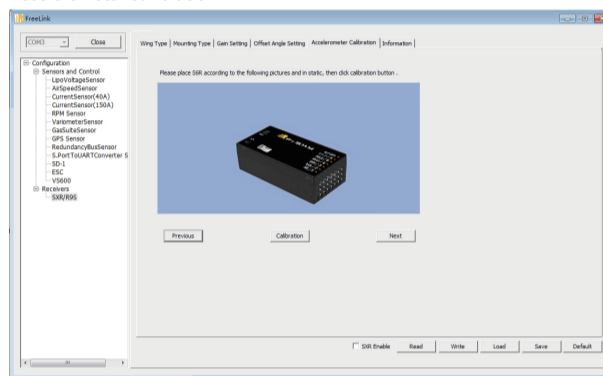 FreeLink
COM3
Close
Wing Type | Mounting Type | Gain Setting | Offset Angle Setting | Accelerometer Calibration | Information
Configuration
Sensors and Control
LipoVoltageSensor
AirSpeedSensor
CurrentSensor(40A)
CurrentSensor(150A)
RPM Sensor
VariometerSensor
GasSuiteSensor
GPS Sensor
RedundancyBusSensor
S.PortToUARTConverter S
SD-1
ESC
VS600
Receivers
SXR/R9S
Please place S6R according to the following pictures and in static, then click calibration button .
Previous
Calibration
Next
SXR Enable
Read
Write
Load
Save
Default